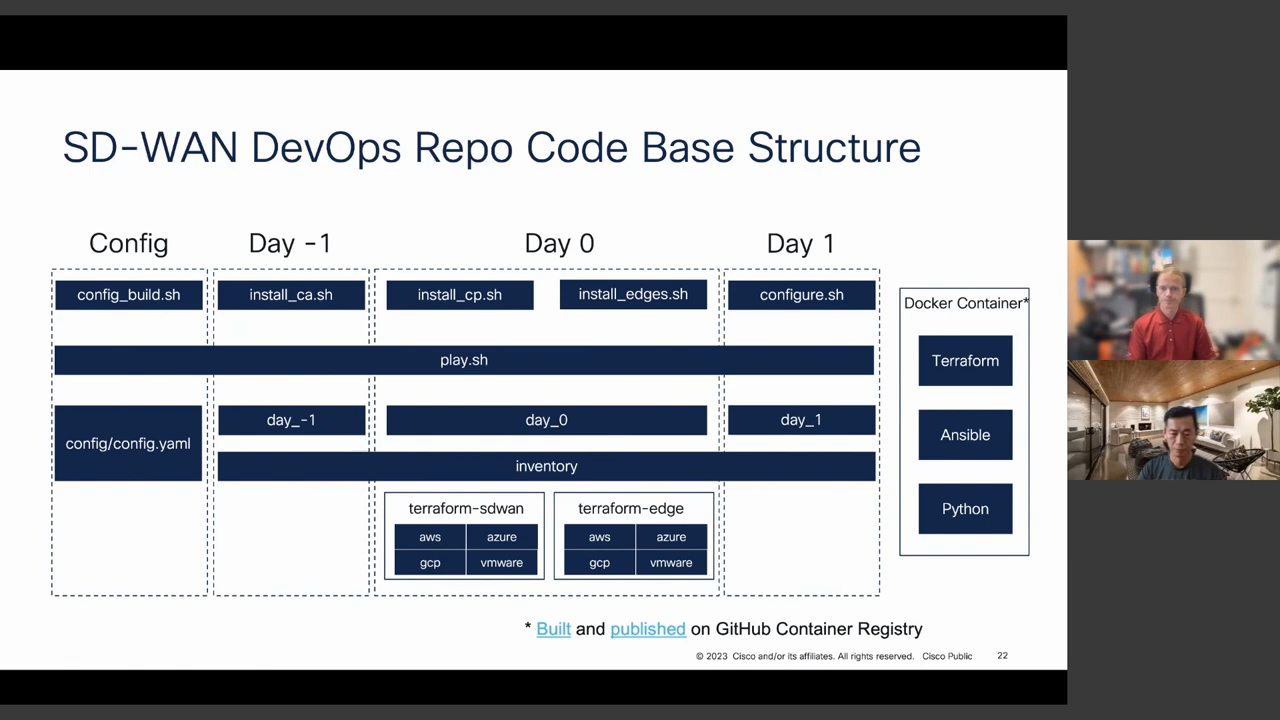 SD-WAN DevOps Repo Code Base Structure
Config
Day -1
Day 0
Day 1
config_build.sh
install_ca.sh
install_cp.sh
install_edges.sh
configure.sh
play.sh
config/config.yaml
day_-1
day_0
day_1
inventory
terraform-sdwan
aws
azure
gcp
vmware
terraform-edge
aws
azure
gcp
vmware
Docker Container*
Terraform
Ansible
Python
* Built and published on GitHub Container Registry
© 2023 Cisco and/or its affiliates. All rights reserved. Cisco Public 22